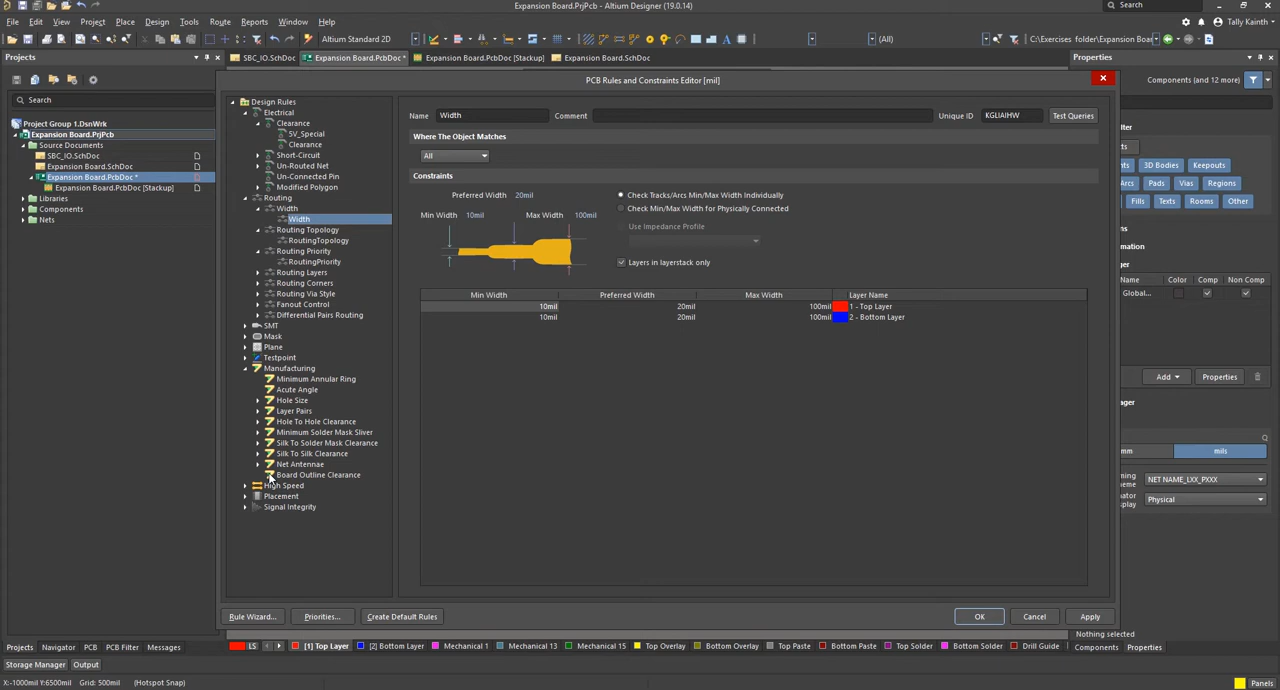 Expansion Board.PrjPcb - Altium Designer (19.0.14)
Search
File Edit View Project Place Design Tools Route Reports Window Help
Tally Kainth
Altium Standard 2D
(All)
C:\Exercises folder\Expansion Board
Projects
SBC_IO.SchDoc
Expansion Board.PcbDoc *
Expansion Board.PcbDoc [Stackup]
Expansion Board.SchDoc
Properties
PCB Rules and Constraints Editor [mil]
Components (and 12 more)
Search
Project Group 1.DsnWrk
Expansion Board.PrjPcb
Source Documents
SBC_IO.SchDoc
Expansion Board.SchDoc
Expansion Board.PcbDoc *
Expansion Board.PcbDoc [Stackup]
Libraries
Components
Nets
Design Rules
Electrical
Clearance
5V_Special
Clearance
Short-Circuit
Un-Routed Net
Un-Connected Pin
Modified Polygon
Routing
Width
Width
Routing Topology
RoutingTopology
Routing Priority
RoutingPriority
Routing Layers
Routing Corners
Routing Via Style
Fanout Control
Differential Pairs Routing
SMT
Mask
Plane
Testpoint
Manufacturing
Minimum Annular Ring
Acute Angle
Hole Size
Layer Pairs
Hole To Hole Clearance
Minimum Solder Mask Sliver
Silk To Solder Mask Clearance
Silk To Silk Clearance
Net Antennae
Board Outline Clearance
High Speed
Placement
Signal Integrity
Name Width Comment Unique ID KGLIAIHW Test Queries
Where The Object Matches
All
Constraints
Preferred Width 20mil
Min Width 10mil Max Width 100mil
Check Tracks/Arcs Min/Max Width Individually
Check Min/Max Width for Physically Connected
Use Impedance Profile
Layers in layerstack only
Min Width Preferred Width Max Width Layer Name
10mil 20mil 100mil 1 - Top Layer
10mil 20mil 100mil 2 - Bottom Layer
Rule Wizard... Priorities... Create Default Rules OK Cancel Apply
ilter
ts
nts 3D Bodies Keepouts
Arcs Pads Vias Regions
Fills Texts Rooms Other
ns
mation
Name Color Comp Non Comp
Global...
Add Properties
ager
mm mils
ming
heme NET NAME_LXX_PXXX
nator
splay Physical
Nothing selected
Projects Navigator PCB PCB Filter Messages
LS [1] Top Layer [2] Bottom Layer Mechanical 1 Mechanical 13 Mechanical 15 Top Overlay Bottom Overlay Top Paste Bottom Paste Top Solder Bottom Solder Drill Guide
Components Properties
Storage Manager Output
X:-1000mil Y:6500mil Grid: 500mil (Hotspot Snap)
Panels